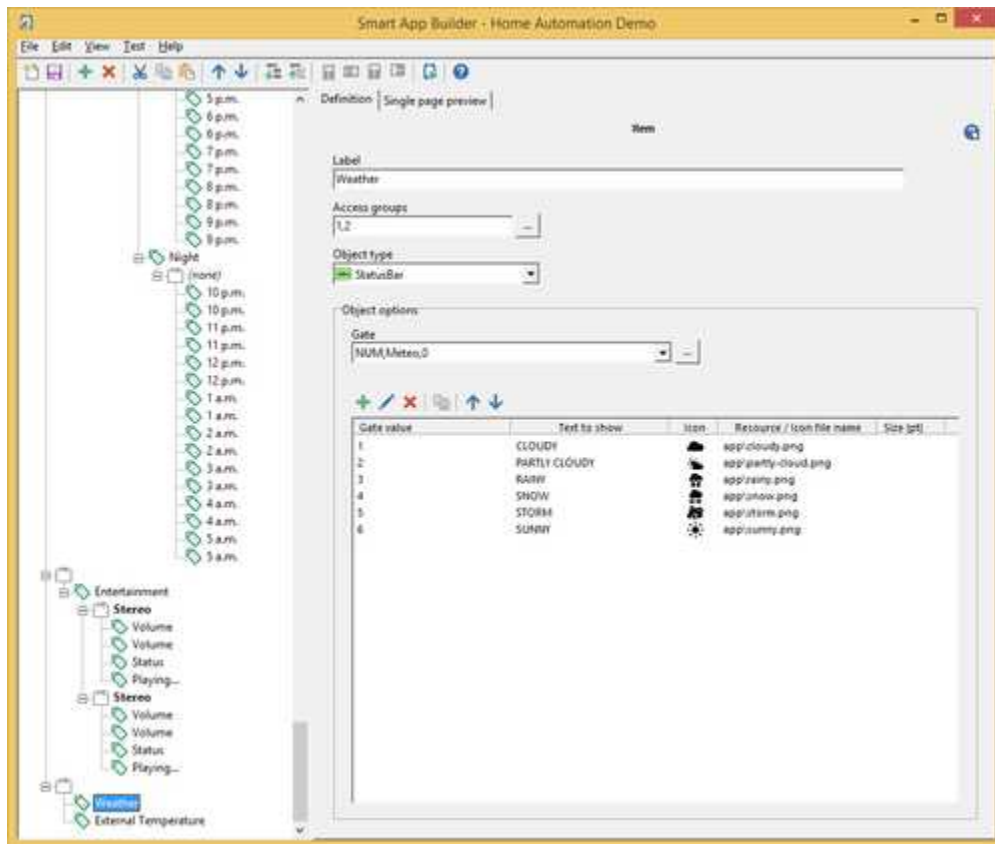 Smart App Builder - Home Automation Demo
File Edit View Test Help
5 p.m.
6 p.m.
6 p.m.
7 p.m.
7 p.m.
8 p.m.
8 p.m.
9 p.m.
9 p.m.
Night
(none)
10 p.m.
10 p.m.
11 p.m.
11 p.m.
12 p.m.
12 p.m.
1 a.m.
1 a.m.
2 a.m.
2 a.m.
3 a.m.
3 a.m.
4 a.m.
4 a.m.
5 a.m.
5 a.m.
Entertainment
Stereo
Volume
Volume
Status
Playing...
Stereo
Volume
Volume
Status
Playing...
Weather
External Temperature
Definition Single page preview
Item
Label
Weather
Access groups
1,2
...
Object type
StatusBar
Object options
Gate
NUM,Meteo,0
...
Gate value Text to show Icon Resource / Icon file name Size (pt)
1 CLOUDY app\cloudy.png
2 PARTLY CLOUDY app\partly-cloud.png
3 RAINY app\rainy.png
4 SNOW app\snow.png
5 STORM app\storm.png
6 SUNNY app\sunny.png